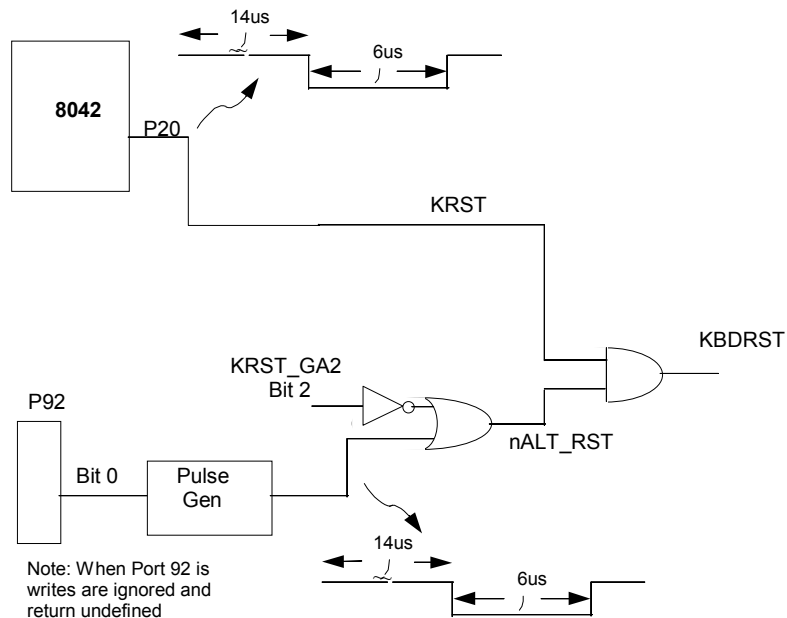 14us
6us
8042
P20
KRST
KBDRST
KRST_GA2
Bit 2
P92
nALT_RST
Bit 0
Pulse
Gen
14us
6us
Note: When Port 92 is
writes are ignored and
return undefined